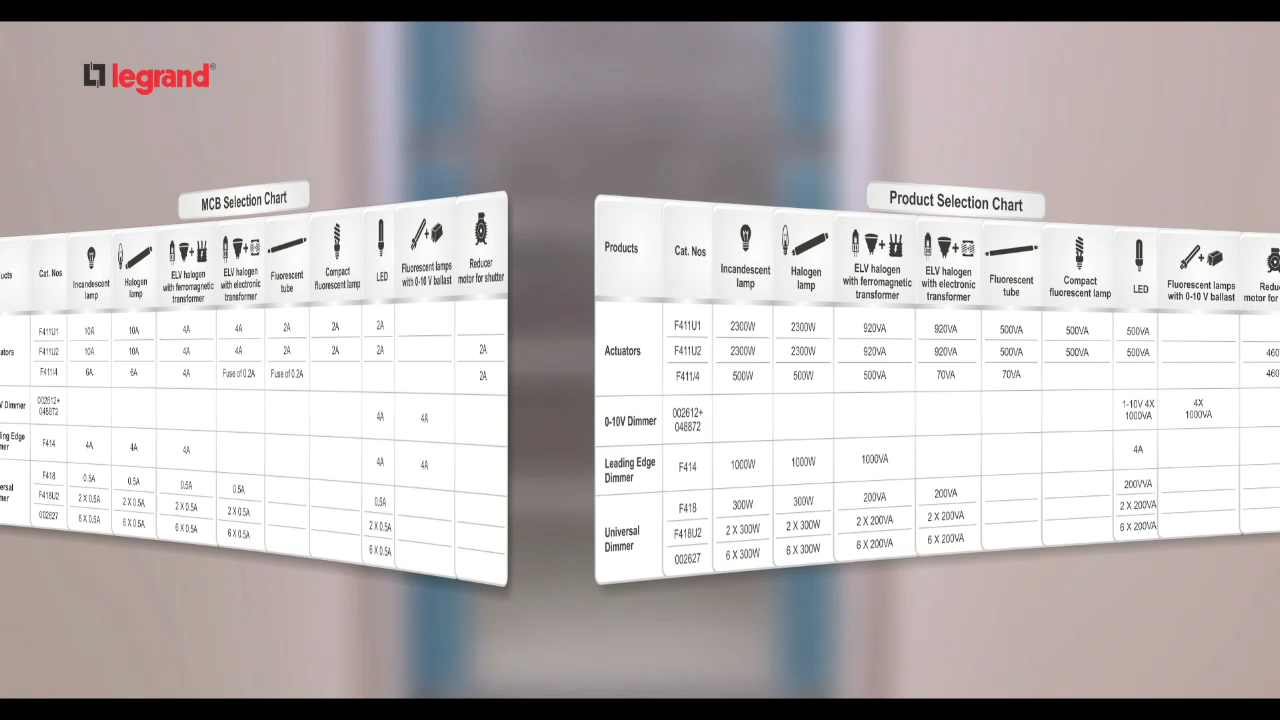 legrand®
MCB Selection Chart
Cat. Nos
Incandescent lamp
Halogen lamp
ELV halogen with ferromagnetic transformer
ELV halogen with electronic transformer
Fluorescent tube
Compact fluorescent lamp
LED
Fluorescent lamps with 0-10 V ballast
Reducer motor for shutter
F411U1 10A 10A 4A 4A 2A 2A 2A
F411U2 10A 10A 4A 4A 2A 2A 2A 2A
F411/4 6A 6A 4A Fuse of 0.2A Fuse of 0.2A 2A
V Dimmer 002612+ 048872 4A 4A
F414 4A 4A 4A 4A 4A
F418 0.5A 0.5A 0.5A 0.5A 0.5A
F418U2 2 X 0.5A 2 X 0.5A 2 X 0.5A 2 X 0.5A 2 X 0.5A
002627 6 X 0.5A 6 X 0.5A 6 X 0.5A 6 X 0.5A 6 X 0.5A
Product Selection Chart
Products
Cat. Nos
Incandescent lamp
Halogen lamp
ELV halogen with ferromagnetic transformer
ELV halogen with electronic transformer
Fluorescent tube
Compact fluorescent lamp
LED
Fluorescent lamps with 0-10 V ballast
Actuators
F411U1 2300W 2300W 920VA 920VA 500VA 500VA 500VA
F411U2 2300W 2300W 920VA 920VA 500VA 500VA 500VA
F411/4 500W 500W 500VA 70VA 70VA
0-10V Dimmer 002612+ 048872 1-10V 4X 1000VA 4X 1000VA
Leading Edge Dimmer F414 1000W 1000W 1000VA 4A
Universal Dimmer
F418 300W 300W 200VA 200VA 200VVA
F418U2 2 X 300W 2 X 300W 2 X 200VA 2 X 200VA 2 X 200VA
002627 6 X 300W 6 X 300W 6 X 200VA 6 X 200VA 6 X 200VA